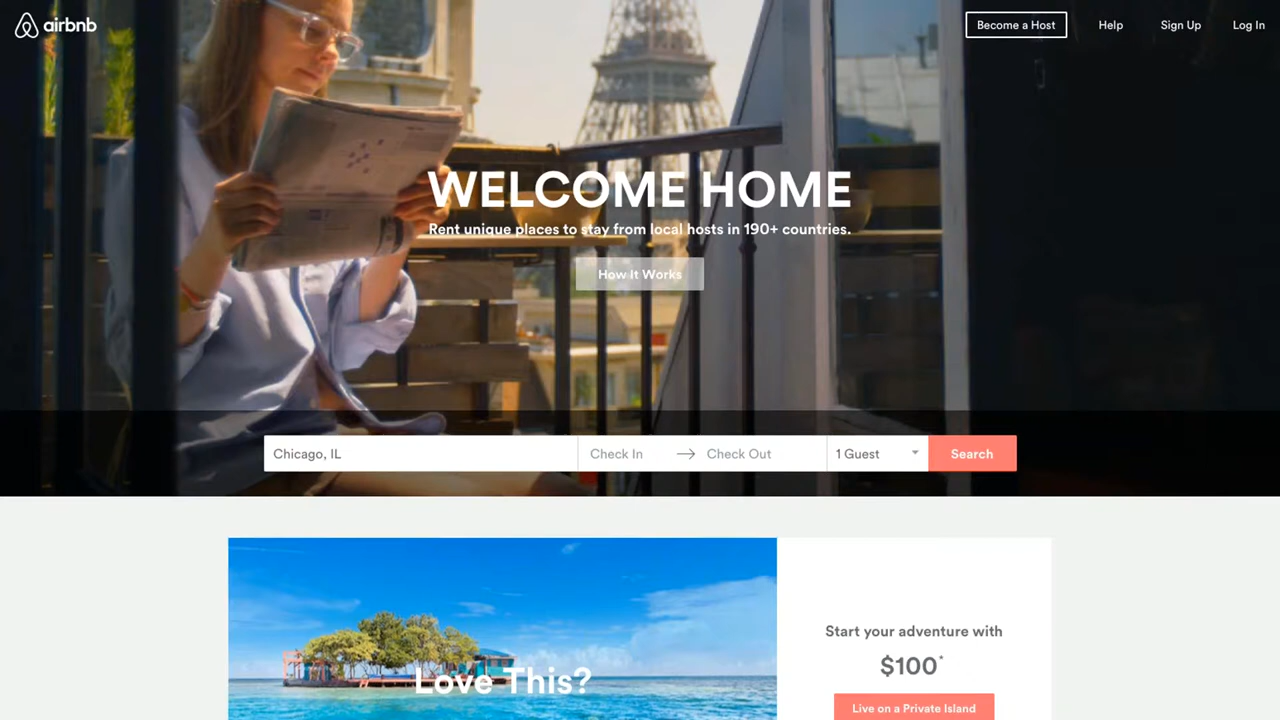 airbnb
Become a Host
Help
Sign Up
Log In
WELCOME HOME
Rent unique places to stay from local hosts in 190+ countries.
How It Works
Chicago, IL
Check In → Check Out
1 Guest
Search
Love This?
Start your adventure with
$100*
Live on a Private Island